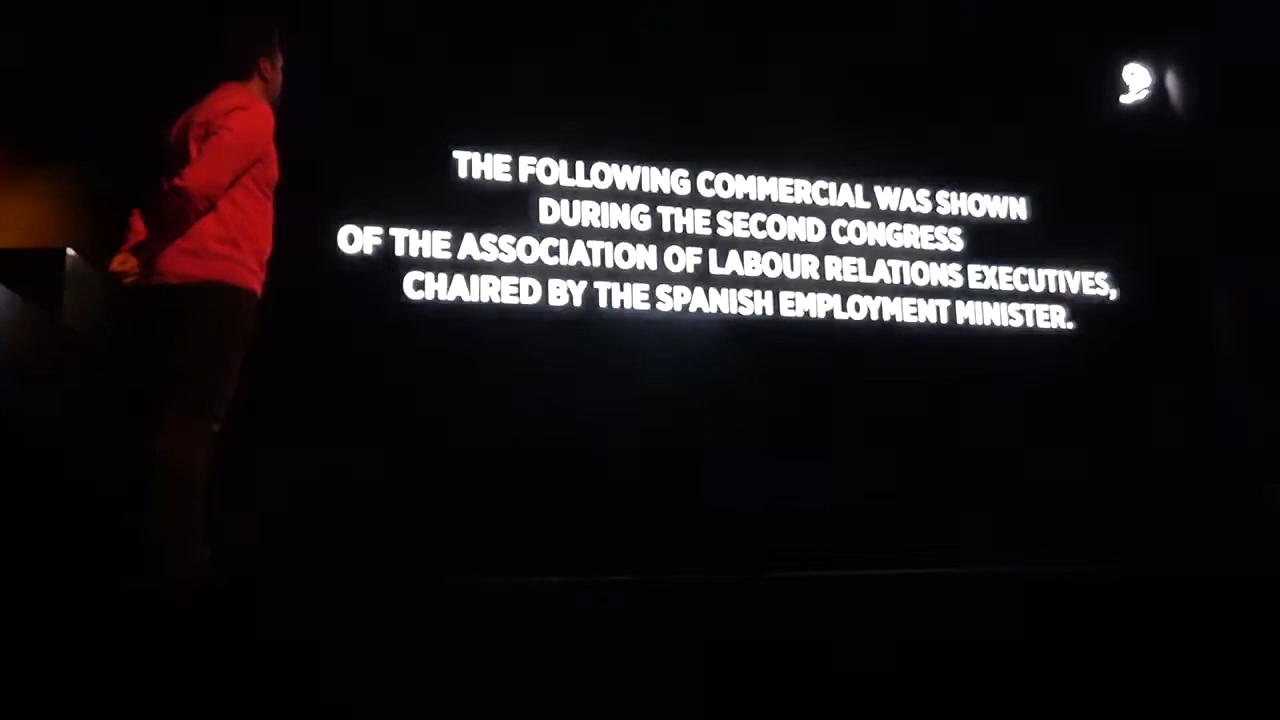 THE FOLLOWING COMMERCIAL WAS SHOWN
DURING THE SECOND CONGRESS
OF THE ASSOCIATION OF LABOUR RELATIONS EXECUTIVES,
CHAIRED BY THE SPANISH EMPLOYMENT MINISTER.